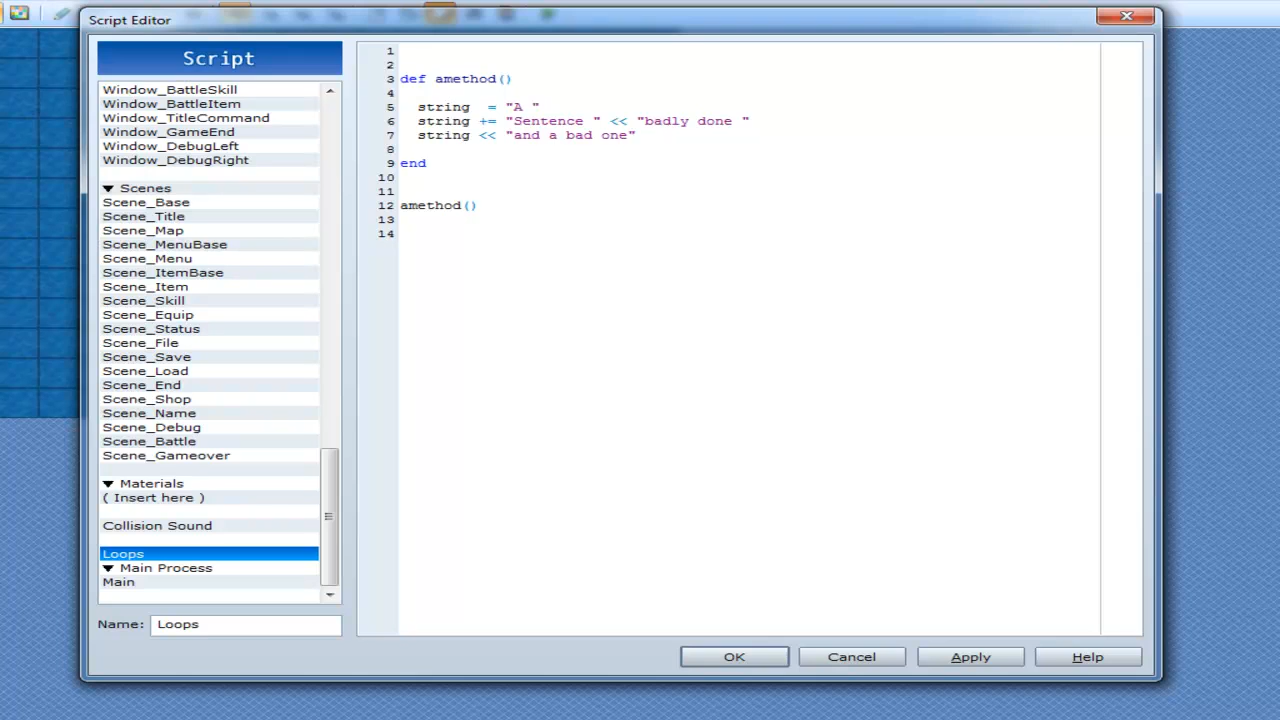 Script Editor
Script
Window_BattleSkill
Window_BattleItem
Window_TitleCommand
Window_GameEnd
Window_DebugLeft
Window_DebugRight
Scenes
Scene_Base
Scene_Title
Scene_Map
Scene_MenuBase
Scene_Menu
Scene_ItemBase
Scene_Item
Scene_Skill
Scene_Equip
Scene_Status
Scene_File
Scene_Save
Scene_Load
Scene_End
Scene_Shop
Scene_Name
Scene_Debug
Scene_Battle
Scene_Gameover
Materials
( Insert here )
Collision Sound
Loops
Main Process
Main
Name: Loops
1
2
3 def amethod()
4
5 string = "A "
6 string += "Sentence " << "badly done "
7 string << "and a bad one"
8
9 end
10
11
12 amethod()
13
14
OK Cancel Apply Help